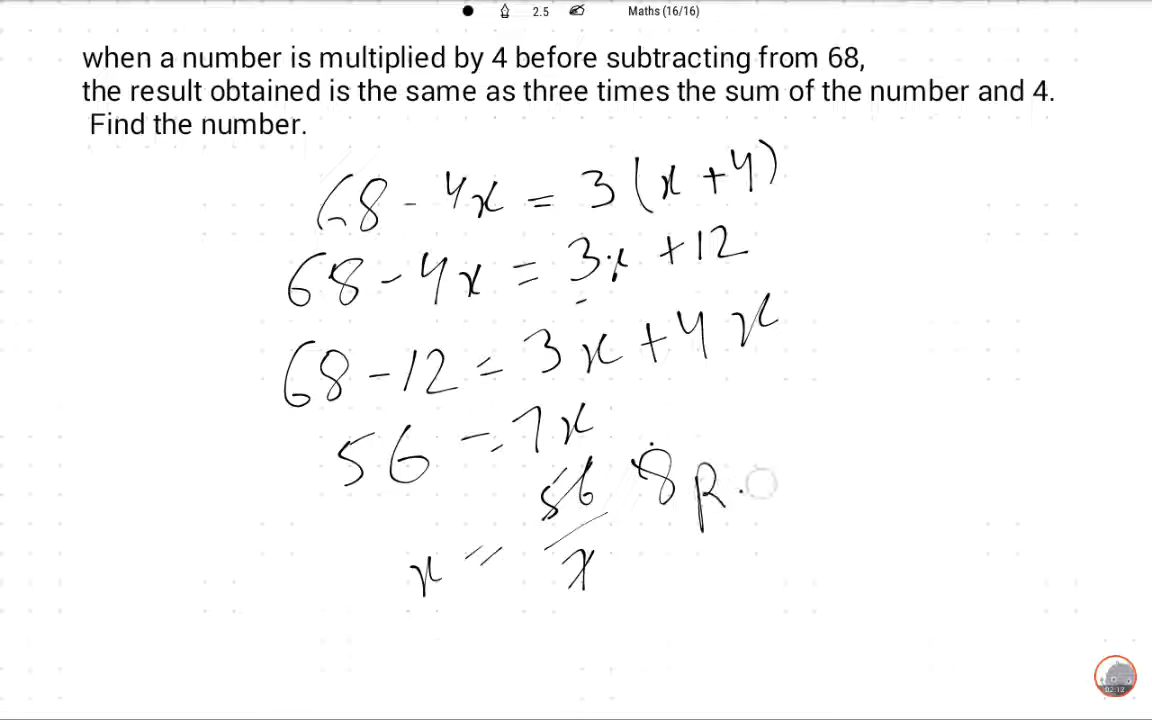 2.5 Maths (16/16)
when a number is multiplied by 4 before subtracting from 68,
the result obtained is the same as three times the sum of the number and 4.
Find the number.
68 - 4x = 3(x + 4)
68 - 4x = 3x + 12
68 - 12 = 3x + 4x
56 = 7x
56 8 R.
x = /7
02:12